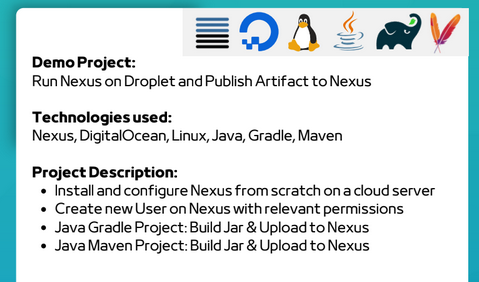 Demo Project:
Run Nexus on Droplet and Publish Artifact to Nexus
Technologies used:
Nexus, DigitalOcean, Linux, Java, Gradle, Maven
Project Description:
• Install and configure Nexus from scratch on a cloud server
• Create new User on Nexus with relevant permissions
• Java Gradle Project: Build Jar & Upload to Nexus
• Java Maven Project: Build Jar & Upload to Nexus